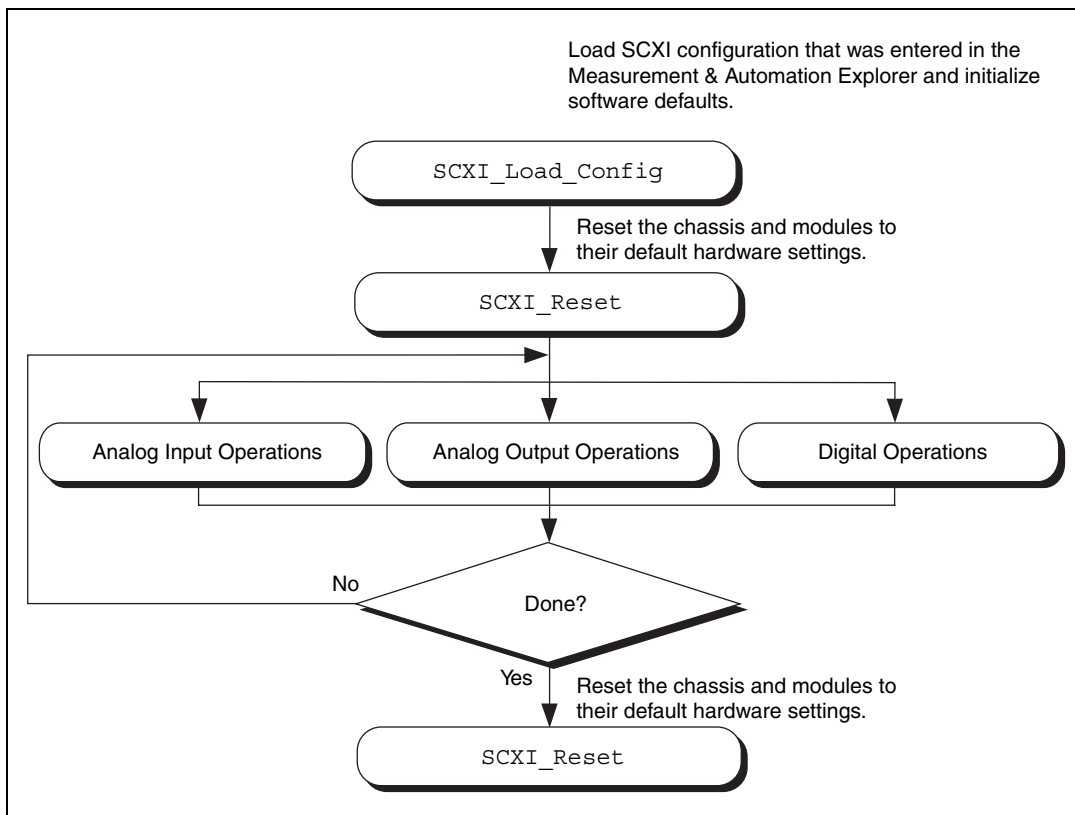 Load SCXI configuration that was entered in the
Measurement & Automation Explorer and initialize
software defaults.
SCXI_Load_Config
Reset the chassis and modules to
their default hardware settings.
SCXI_Reset
Analog Input Operations
Analog Output Operations
Digital Operations
No
Done?
Yes
Reset the chassis and modules to
their default hardware settings.
SCXI_Reset